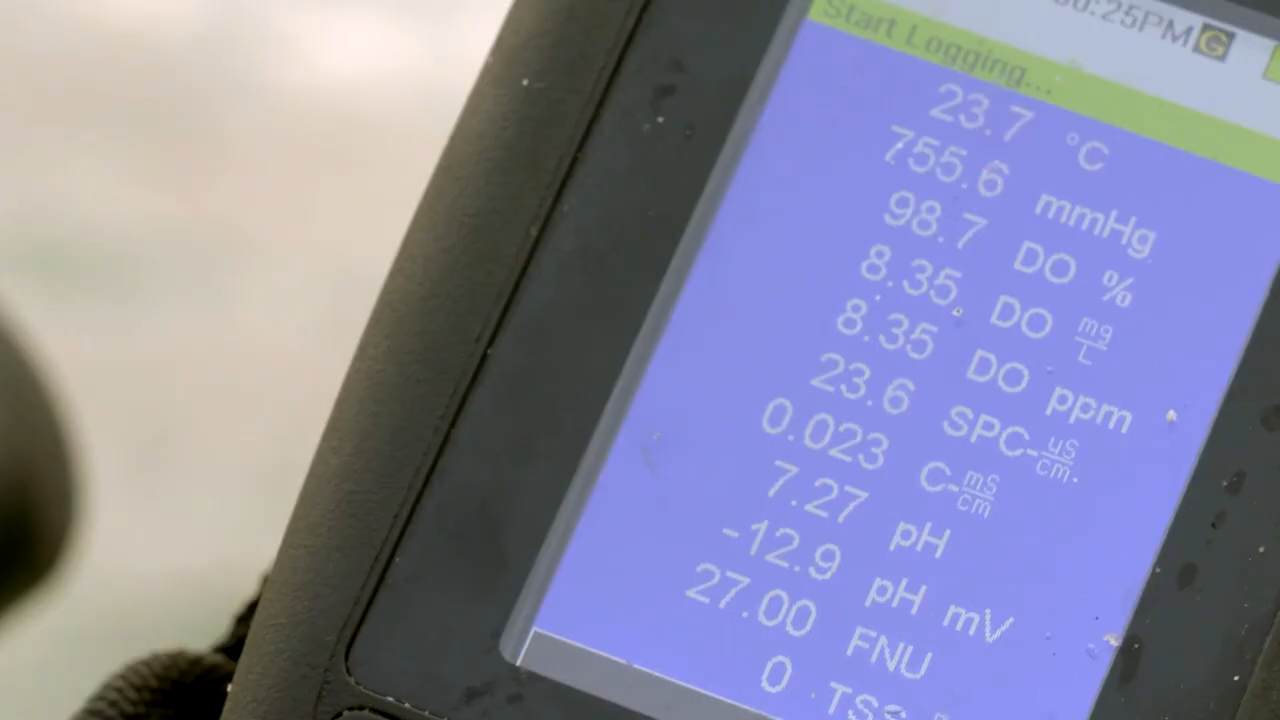 :25PM G
Start Logging...
23.7 °C
755.6 mmHg
98.7 DO %
8.35 DO mg/L
8.35 DO ppm
23.6 SPC-µS/cm
0.023 C-mS/cm
7.27 pH
-12.9 pH mV
27.00 FNU
0 TSS